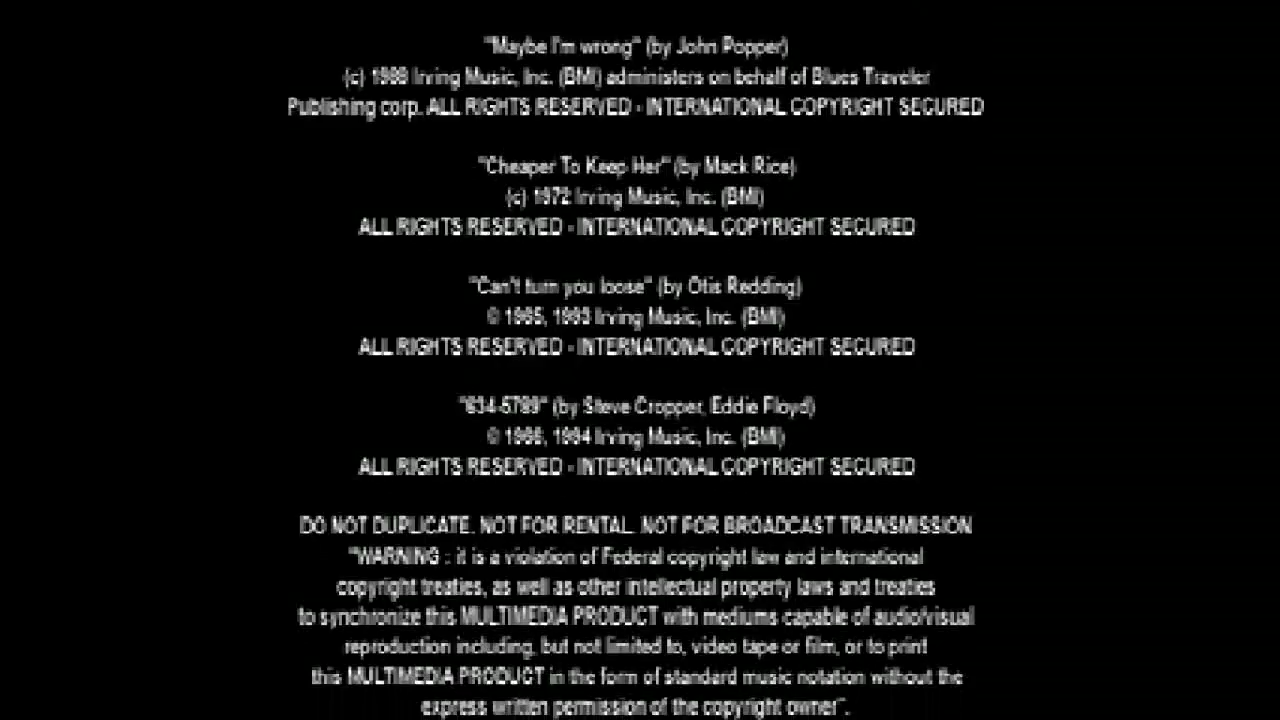 "Maybe I'm wrong" (by John Popper)
(c) 1988 Irving Music, Inc. (BMI) administers on behalf of Blues Traveler
Publishing corp. ALL RIGHTS RESERVED - INTERNATIONAL COPYRIGHT SECURED
"Cheaper To Keep Her" (by Mack Rice)
(c) 1972 Irving Music, Inc. (BMI)
ALL RIGHTS RESERVED - INTERNATIONAL COPYRIGHT SECURED
"Can't turn you loose" (by Otis Redding)
© 1965, 1993 Irving Music, Inc. (BMI)
ALL RIGHTS RESERVED - INTERNATIONAL COPYRIGHT SECURED
"634-5789" (by Steve Cropper, Eddie Floyd)
© 1966, 1994 Irving Music, Inc. (BMI)
ALL RIGHTS RESERVED - INTERNATIONAL COPYRIGHT SECURED
DO NOT DUPLICATE. NOT FOR RENTAL. NOT FOR BROADCAST TRANSMISSION
"WARNING : it is a violation of Federal copyright law and international
copyright treaties, as well as other intellectual property laws and treaties
to synchronize this MULTIMEDIA PRODUCT with mediums capable of audio/visual
reproduction including, but not limited to, video tape or film, or to print
this MULTIMEDIA PRODUCT in the form of standard music notation without the
express written permission of the copyright owner".